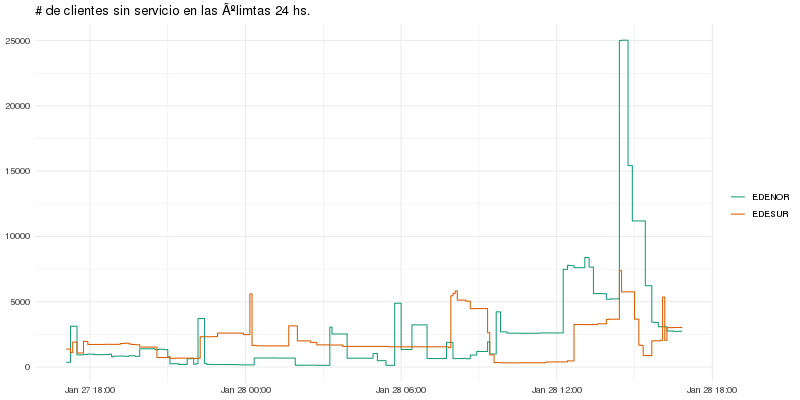 # de clientes sin servicio en las Ãºlimtas 24 hs.
25000
20000
15000
10000
5000
0
Jan 27 18:00
Jan 28 00:00
Jan 28 06:00
Jan 28 12:00
Jan 28 18:00
EDENOR
EDESUR